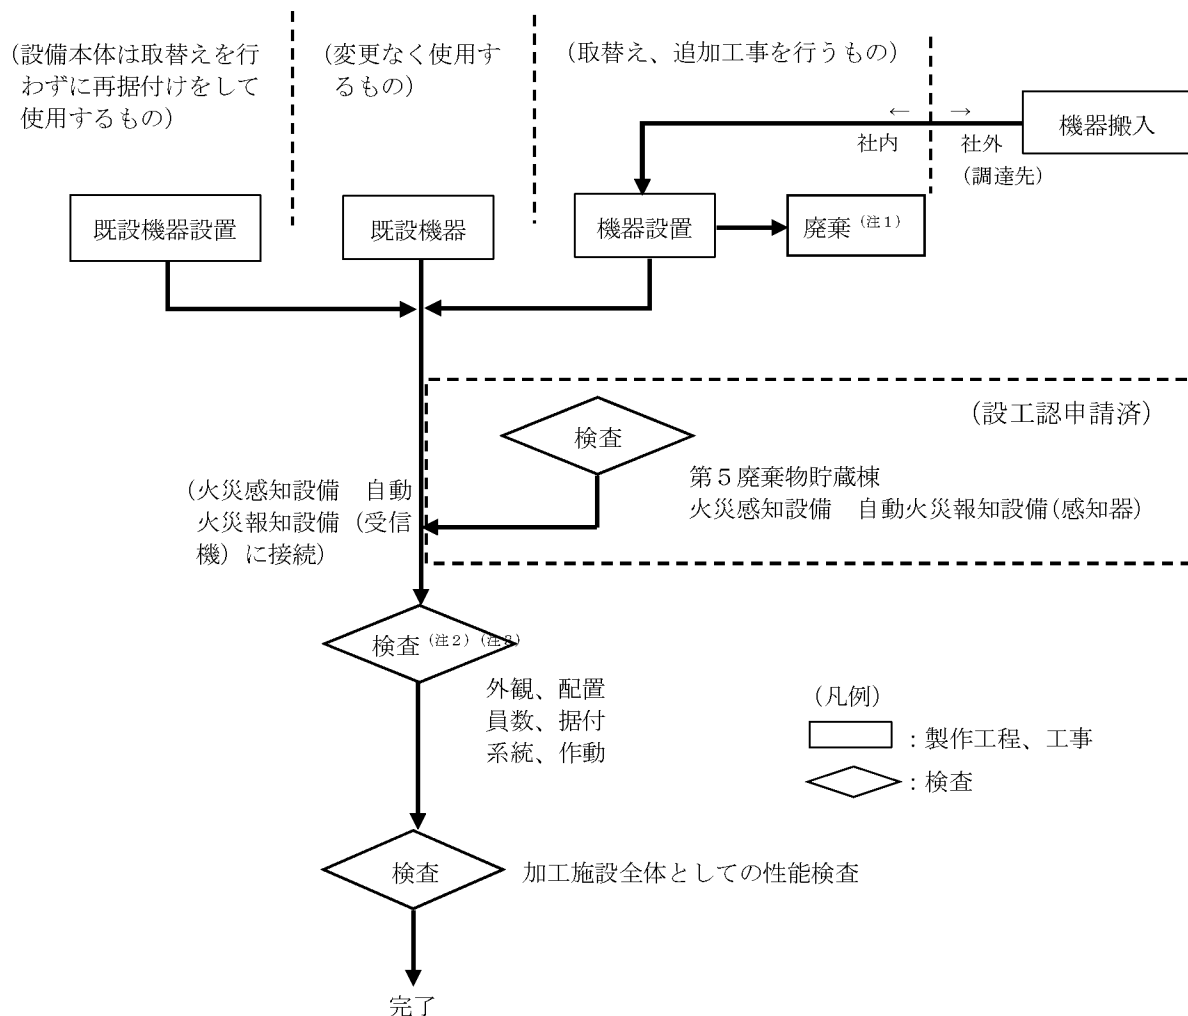 （設備本体は取替えを行
わずに再据付けをして
使用するもの）
（変更なく使用す
るもの）
（取替え、追加工事を行うもの）
← →
社内
社外
（調達先）
機器搬入
既設機器設置
既設機器
機器設置
廃棄（注１）
（設工認申請済）
検査
第５廃棄物貯蔵棟
火災感知設備　自動火災報知設備（感知器）
（火災感知設備　自動
火災報知設備（受信
機）に接続）
検査（注２）（注３）
外観、配置
員数、据付
系統、作動
（凡例）
：製作工程、工事
：検査
検査
加工施設全体としての性能検査
完了